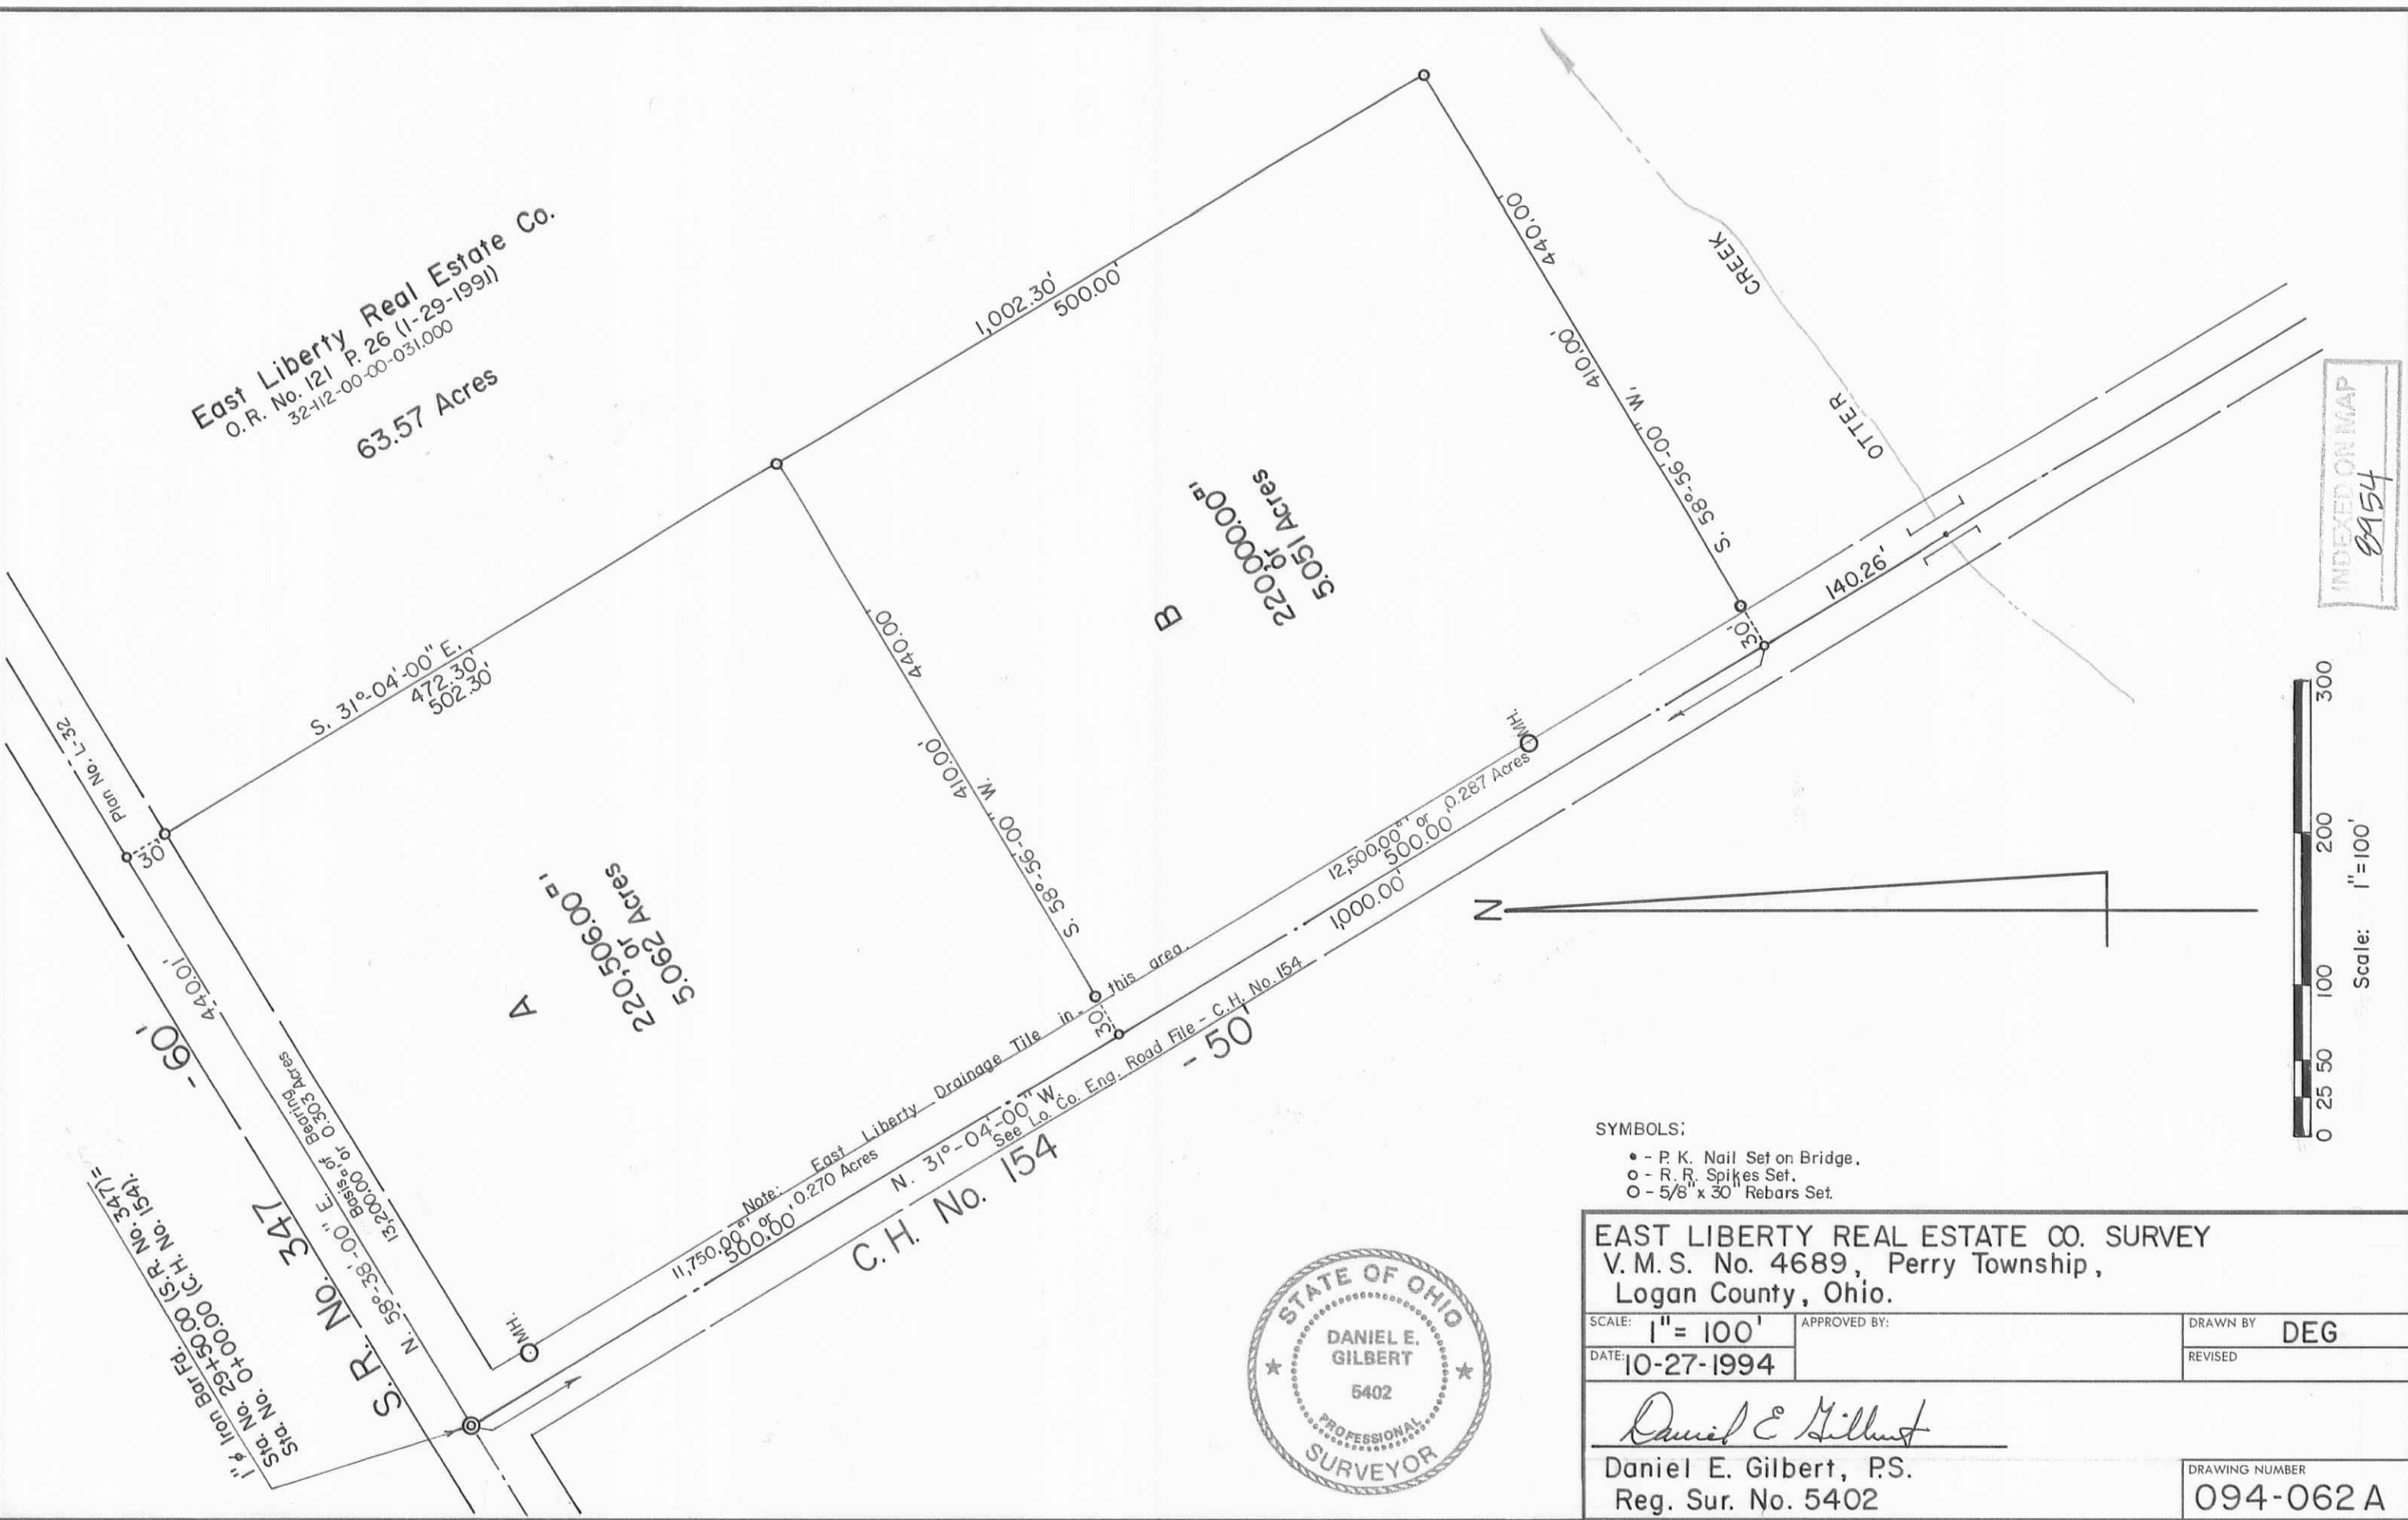 East Liberty Real Estate Co.
O. R. No. 121 P. 26 (1-29-1991)
32-112-00-00-031.000
63.57 Acres
1,002.30'
500.00'
440.00'
410.00'
S. 58°-56'-00" W.
CREEK
OTTER
INDEXED ON MAP
8954
S. 31°-04'-00" E.
472.30'
502.30'
440.00'
410.00'
S. 58°-56'-00" W.
B
220,000.00□'
or
5.051 Acres
140.26'
30'
MH.
Plan No. L-32
30'
A
220,506.00□'
or
5.062 Acres
12,500.00□' or 0.287 Acres
500.00'
1,000.00'
N
30'
440.01'
- 60'
S. R. No. 347
N. 58°-38'-00" E.
Basis of Bearing
13,200.00□' or 0.303 Acres
1"⌀ Iron Bar Fd.
Sta. No. 29+50.00 (S.R. No. 347)=
Sta. No. 0+00.00 (C.H. No. 154).
MH.
Note: East Liberty Drainage Tile in this area.
11,750.00□' or 0.270 Acres
500.00'
N. 31°-04'-00" W.
See Lo. Co. Eng. Road File - C.H. No. 154
C. H. No. 154
- 50'
0 25 50 100 200 300
Scale: 1"=100'
SYMBOLS:
• - P. K. Nail Set on Bridge.
o - R. R. Spikes Set.
O - 5/8" x 30" Rebars Set.
STATE OF OHIO
DANIEL E.
GILBERT
5402
PROFESSIONAL
SURVEYOR
EAST LIBERTY REAL ESTATE CO. SURVEY
V. M. S. No. 4689, Perry Township,
Logan County, Ohio.
SCALE: 1"= 100'
APPROVED BY:
DRAWN BY DEG
DATE: 10-27-1994
REVISED
Daniel E Gilbert
Daniel E. Gilbert, P.S.
Reg. Sur. No. 5402
DRAWING NUMBER
094-062 A